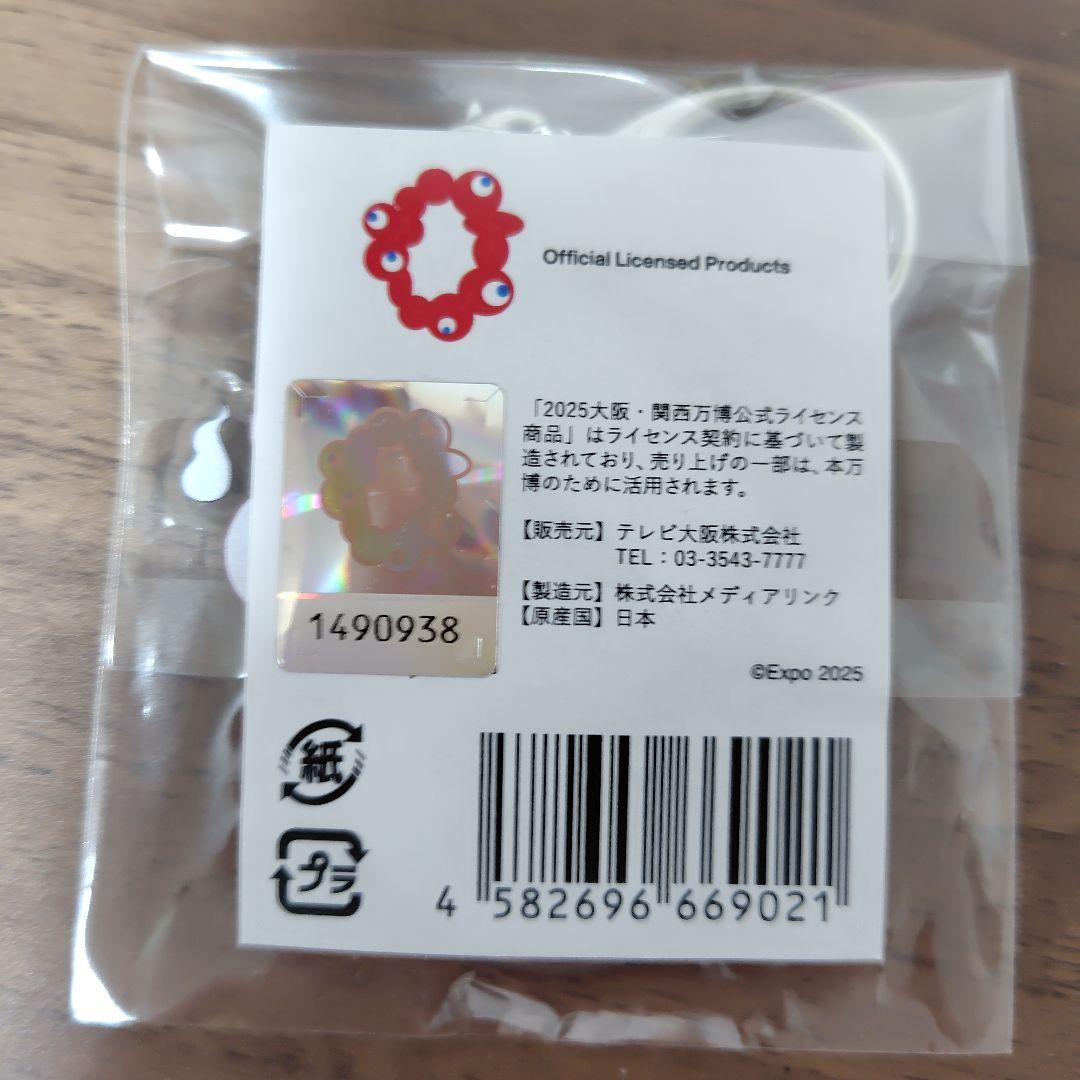 Official Licensed Products
「2025大阪・関西万博公式ライセンス
商品」はライセンス契約に基づいて製
造されており、売り上げの一部は、本万
博のために活用されます。
【販売元】テレビ大阪株式会社
TEL：03-3543-7777
【製造元】株式会社メディアリンク
【原産国】日本
1490938
©Expo 2025
紙
プラ
4 582696 669021